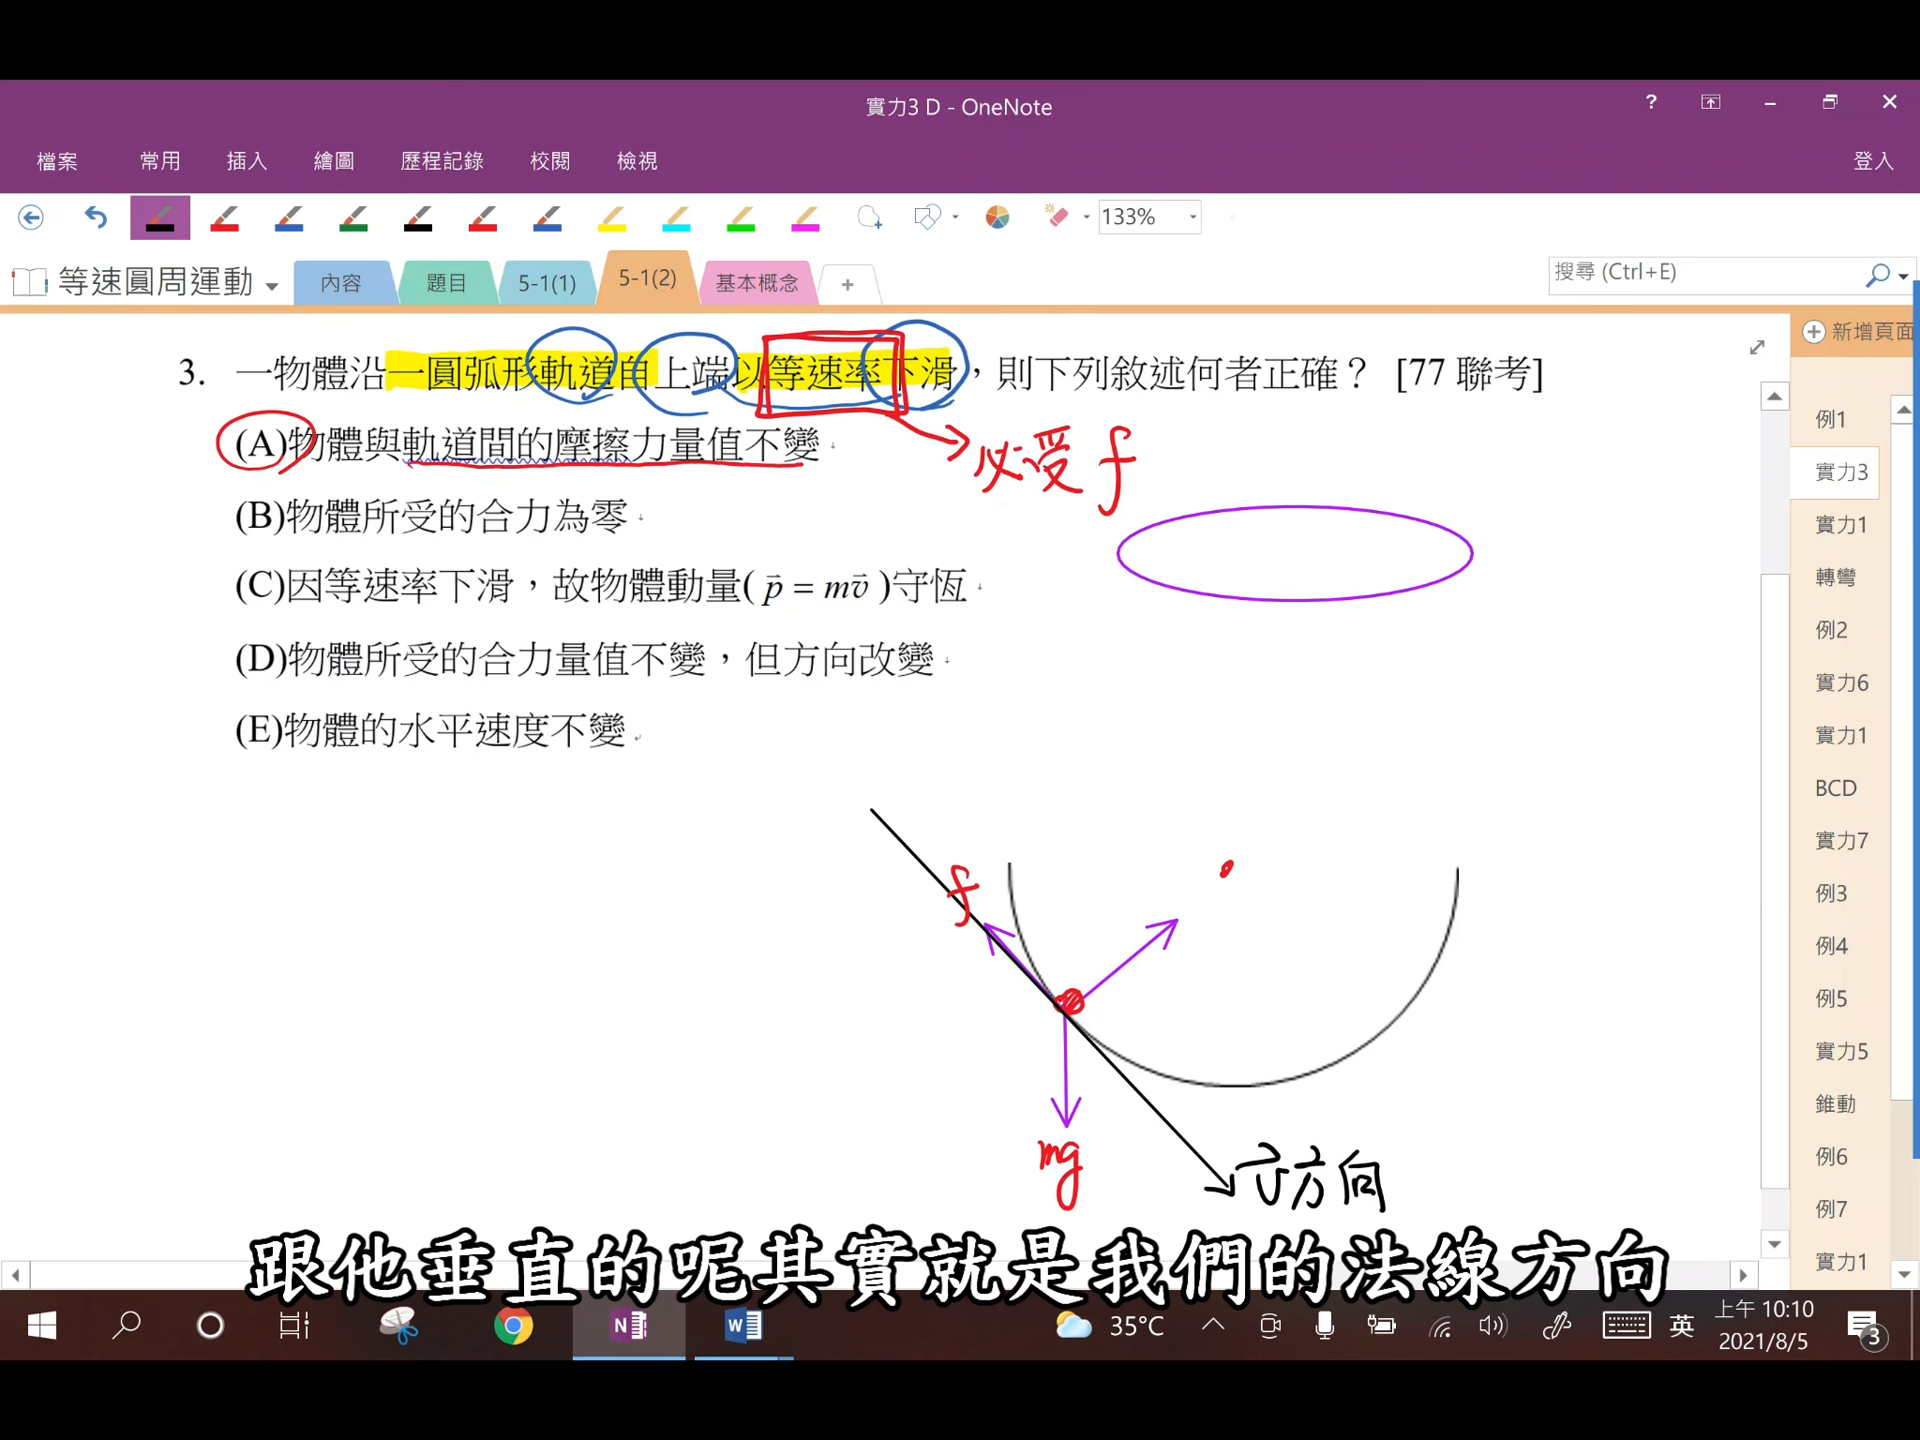 實力3 D - OneNote
?
檔案 常用 插入 繪圖 歷程記錄 校閱 檢視 登入
133%
等速圓周運動 內容 題目 5-1(1) 5-1(2) 基本概念 +
搜尋 (Ctrl+E)
新增頁面
3. 一物體沿一圓弧形軌道自上端以等速率下滑，則下列敘述何者正確？ [77 聯考]
(A)物體與軌道間的摩擦力量值不變
必受 f
(B)物體所受的合力為零
(C)因等速率下滑，故物體動量( p⃗ = mv⃗ )守恆
(D)物體所受的合力量值不變，但方向改變
(E)物體的水平速度不變
f
mg
v⃗方向
例1
實力3
實力1
轉彎
例2
實力6
實力1
BCD
實力7
例3
例4
例5
實力5
錐動
例6
例7
實力1
跟他垂直的呢其實就是我們的法線方向
N
W
35°C
英
上午 10:10
2021/8/5
3